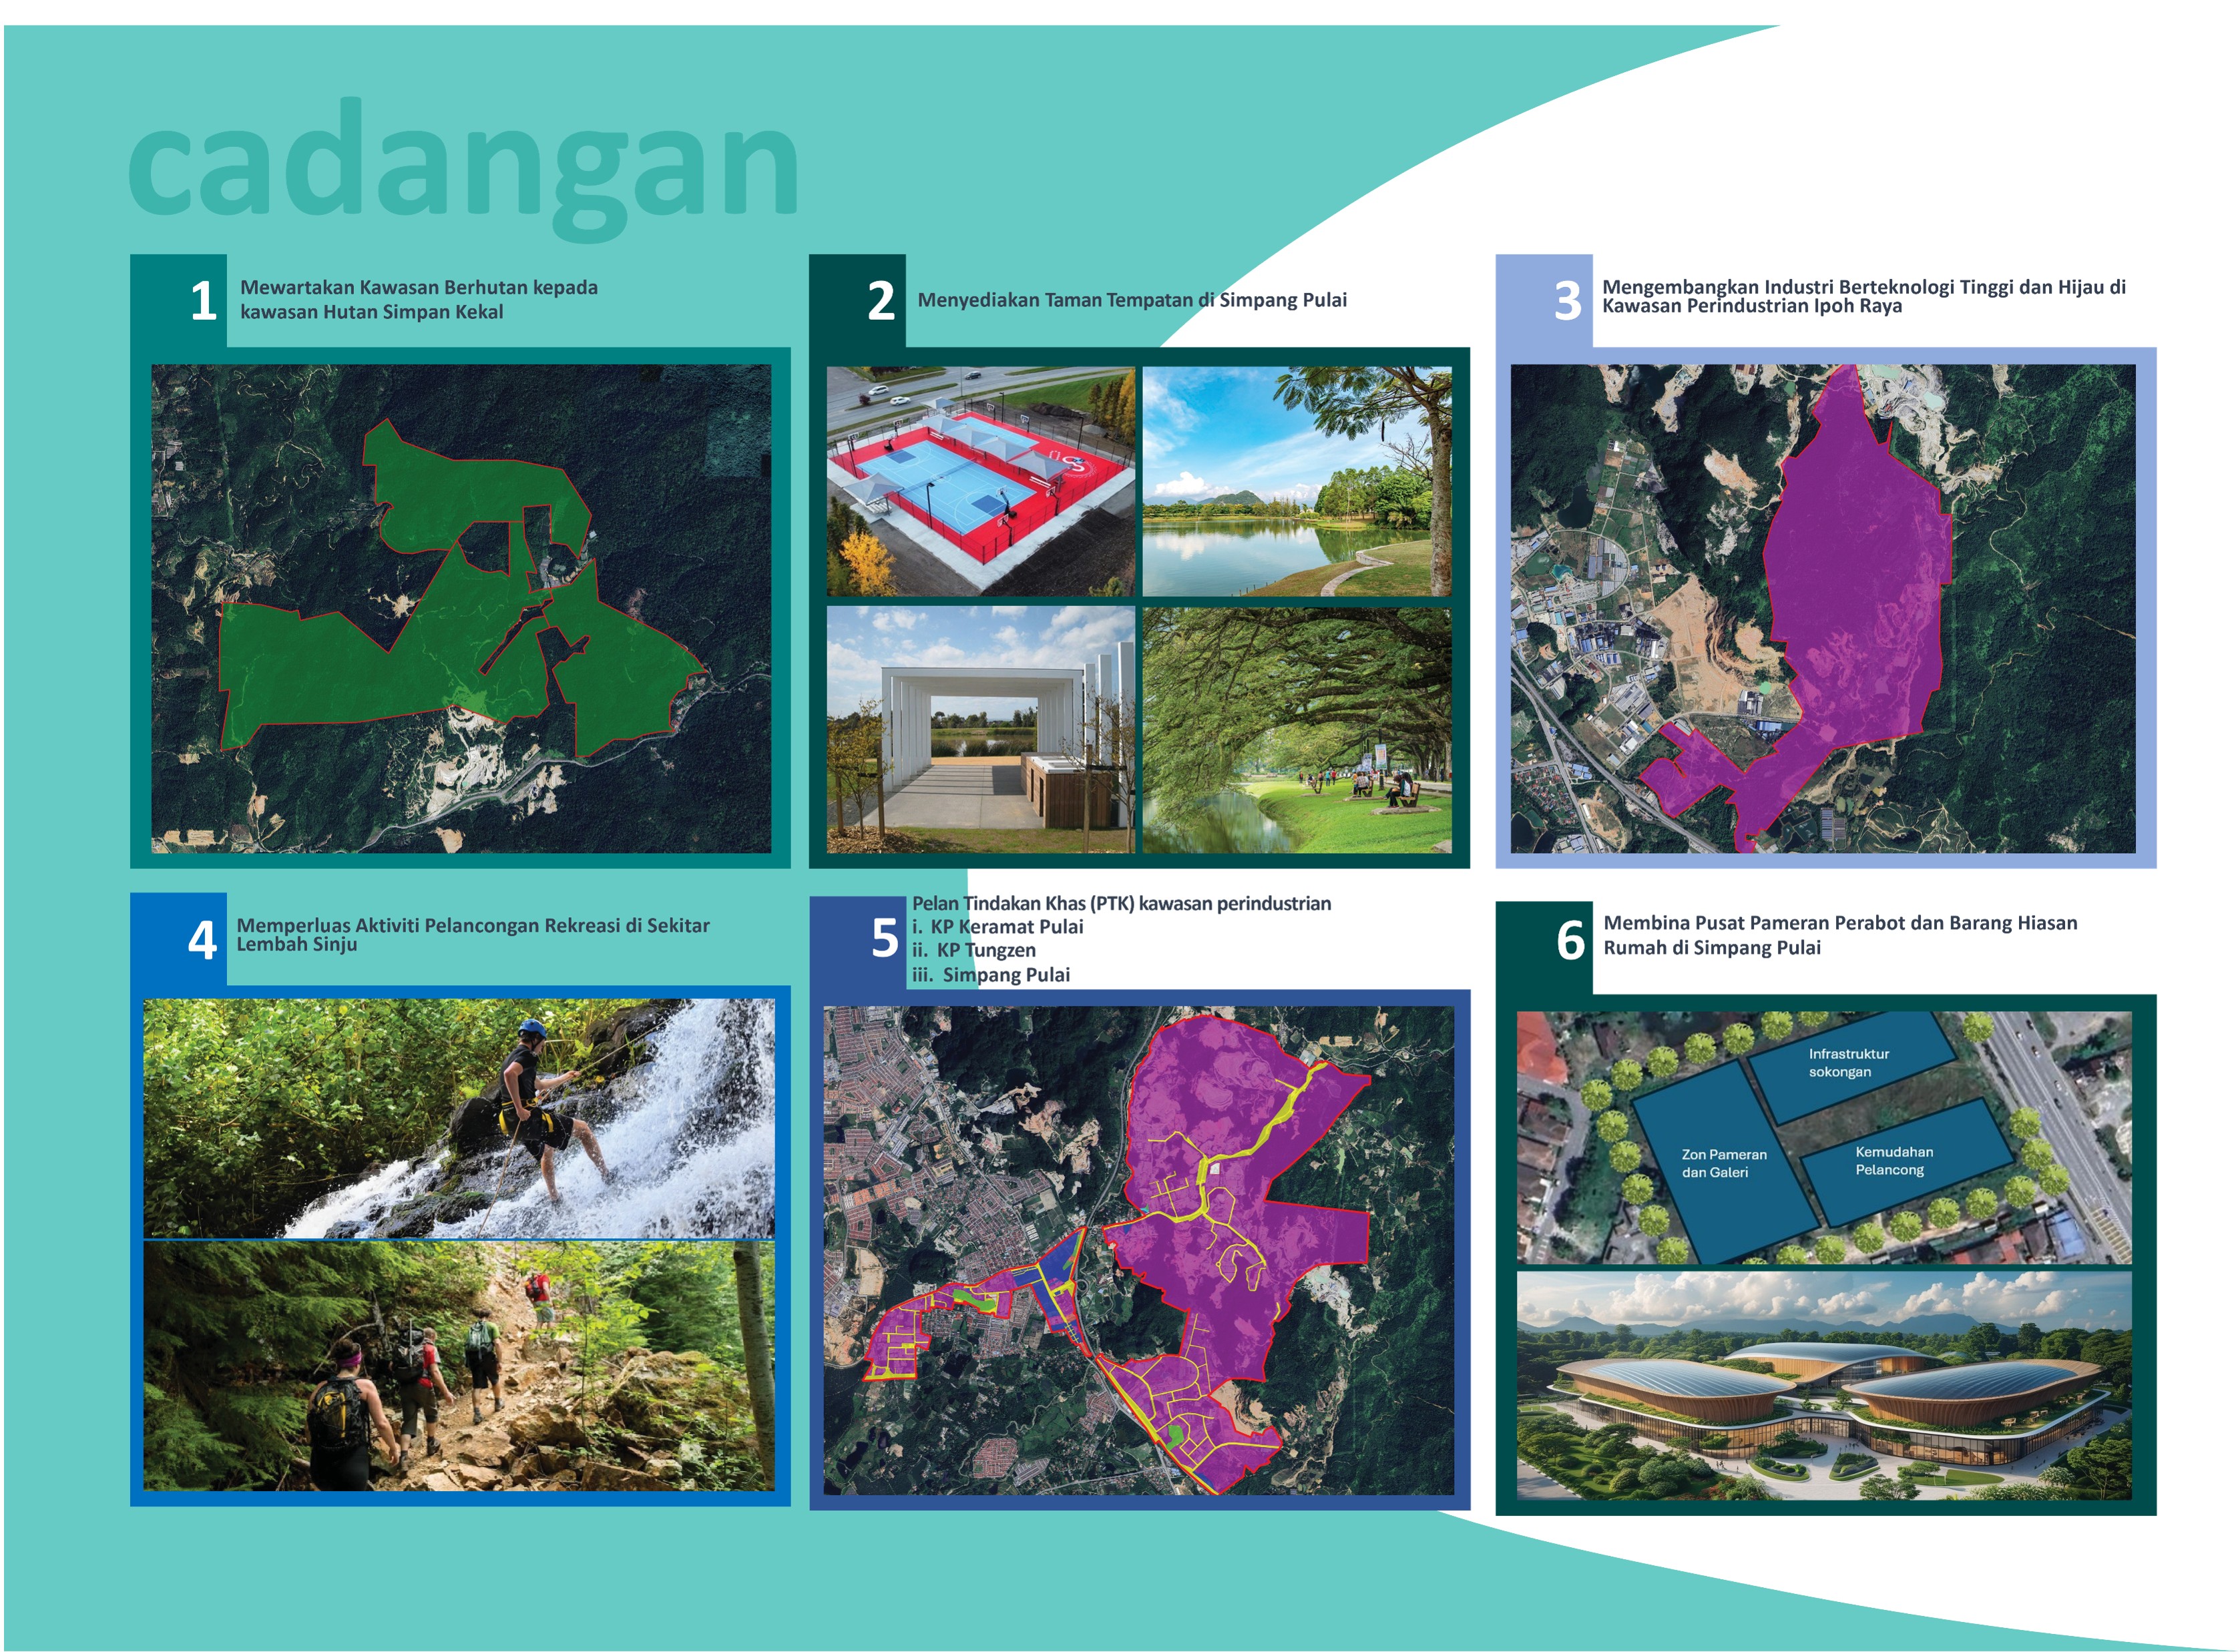 cadangan
1
Mewartakan Kawasan Berhutan kepada
kawasan Hutan Simpan Kekal
2
Menyediakan Taman Tempatan di Simpang Pulai
3
Mengembangkan Industri Berteknologi Tinggi dan Hijau di
Kawasan Perindustrian Ipoh Raya
4
Memperluas Aktiviti Pelancongan Rekreasi di Sekitar
Lembah Sinju
5
Pelan Tindakan Khas (PTK) kawasan perindustrian
i. KP Keramat Pulai
ii. KP Tungzen
iii. Simpang Pulai
6
Membina Pusat Pameran Perabot dan Barang Hiasan
Rumah di Simpang Pulai
Infrastruktur
sokongan
Zon Pameran
dan Galeri
Kemudahan
Pelancong